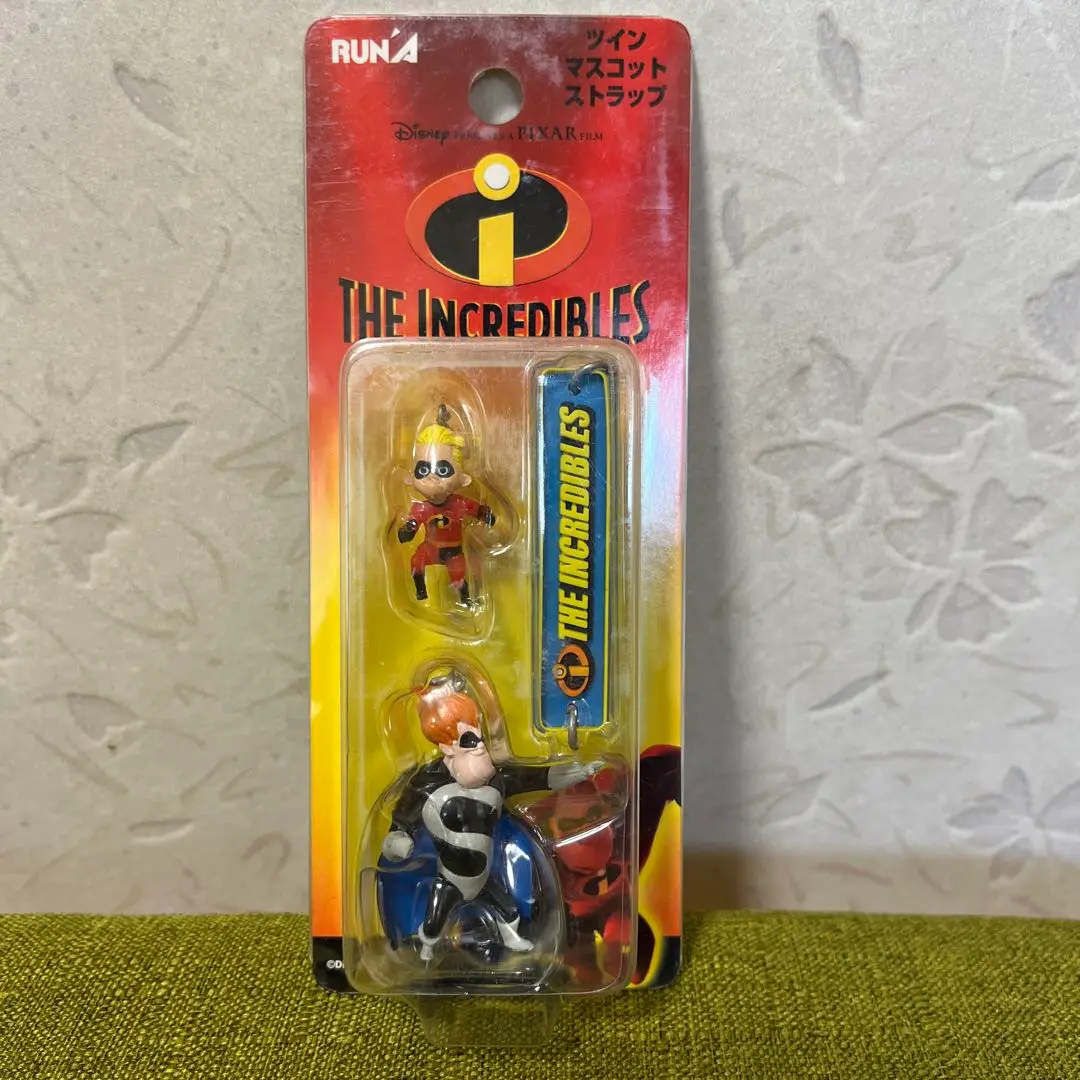 RUN'A
ツイン
マスコット
ストラップ
Disney PRESENTS A PIXAR FILM
i
THE INCREDIBLES
THE INCREDIBLES
i
S
©D